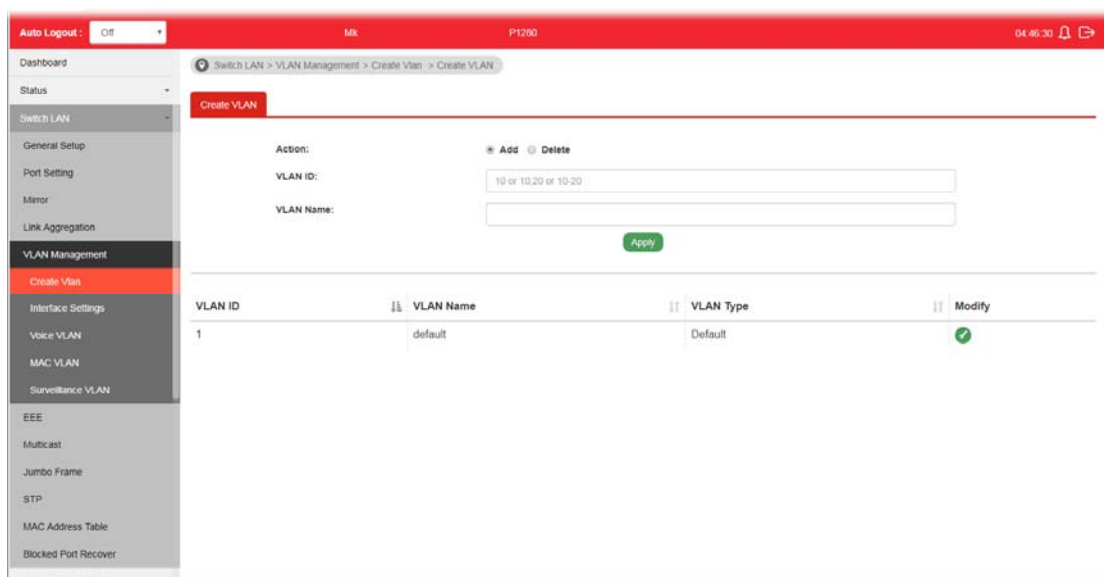 Auto Logout : Off Mk P1280 04:46:30
Dashboard
Switch LAN > VLAN Management > Create Vlan > Create VLAN
Status
Create VLAN
Switch LAN
General Setup
Port Setting
Mirror
Link Aggregation
VLAN Management
Create Vlan
Interface Settings
Voice VLAN
MAC VLAN
Surveillance VLAN
EEE
Multicast
Jumbo Frame
STP
MAC Address Table
Blocked Port Recover
Action: Add Delete
VLAN ID: 10 or 10,20 or 10-20
VLAN Name:
Apply
VLAN ID VLAN Name VLAN Type Modify
1 default Default